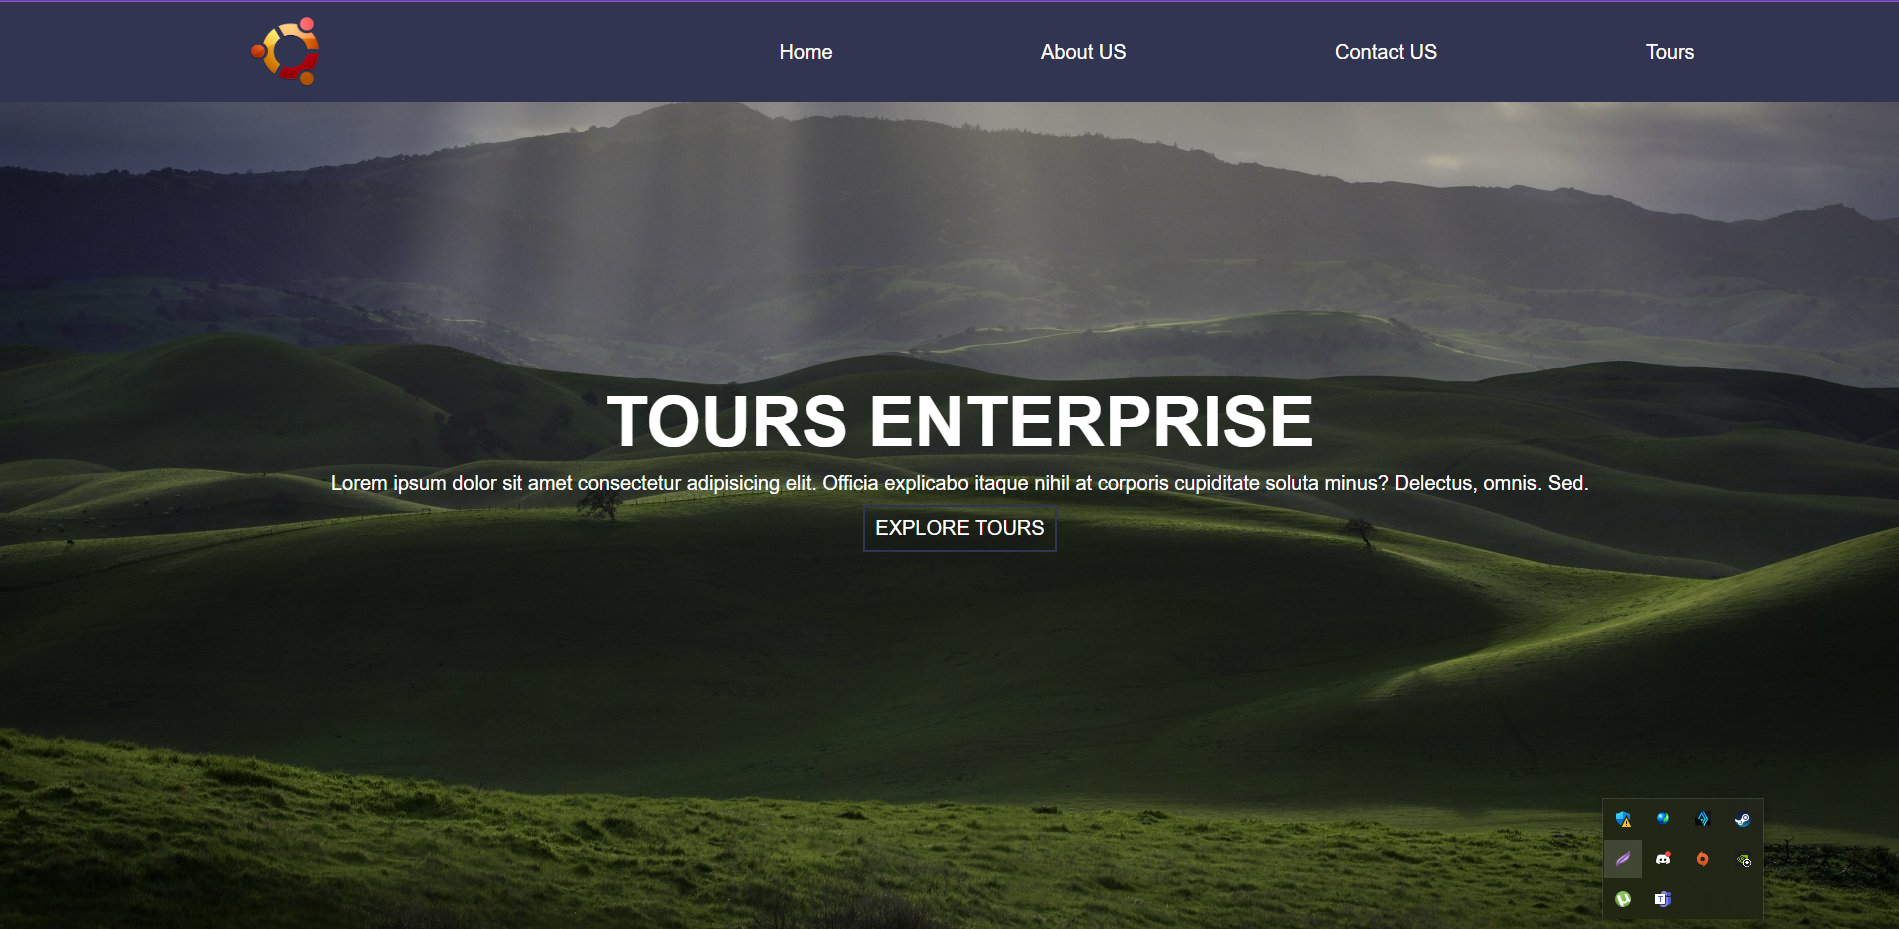 Home About US Contact US Tours
TOURS ENTERPRISE
Lorem ipsum dolor sit amet consectetur adipisicing elit. Officia explicabo itaque nihil at corporis cupiditate soluta minus? Delectus, omnis. Sed.
EXPLORE TOURS